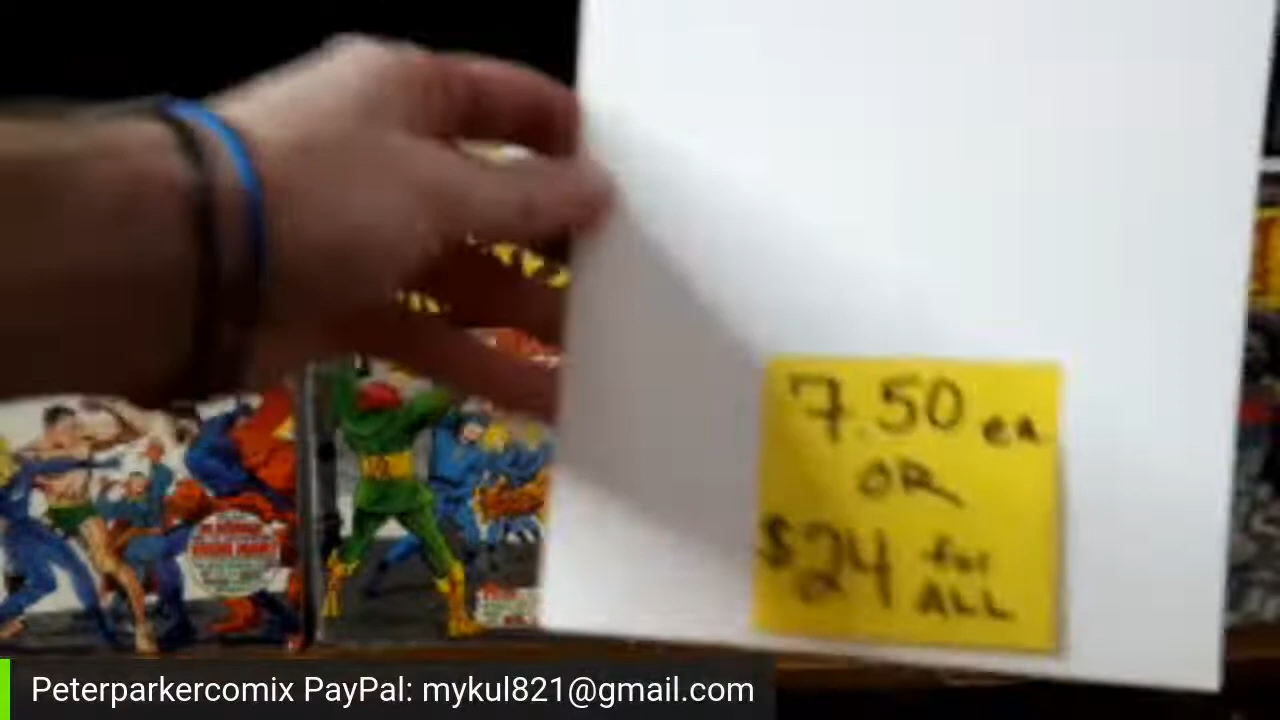 7.50 ea
OR
$24 for
ALL
Peterparkercomix PayPal: mykul821@gmail.com